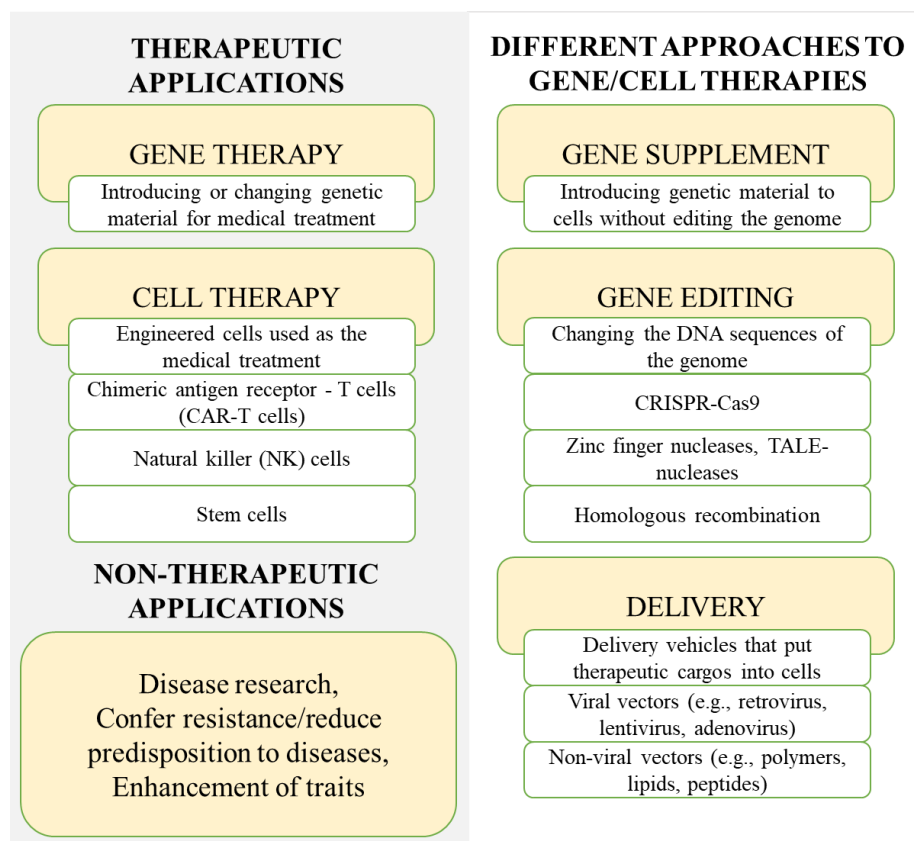 THERAPEUTIC
APPLICATIONS
GENE THERAPY
Introducing or changing genetic
material for medical treatment
CELL THERAPY
Engineered cells used as the
medical treatment
Chimeric antigen receptor - T cells
(CAR-T cells)
Natural killer (NK) cells
Stem cells
NON-THERAPEUTIC
APPLICATIONS
Disease research,
Confer resistance/reduce
predisposition to diseases,
Enhancement of traits
DIFFERENT APPROACHES TO
GENE/CELL THERAPIES
GENE SUPPLEMENT
Introducing genetic material to
cells without editing the genome
GENE EDITING
Changing the DNA sequences of
the genome
CRISPR-Cas9
Zinc finger nucleases, TALE-
nucleases
Homologous recombination
DELIVERY
Delivery vehicles that put
therapeutic cargos into cells
Viral vectors (e.g., retrovirus,
lentivirus, adenovirus)
Non-viral vectors (e.g., polymers,
lipids, peptides)